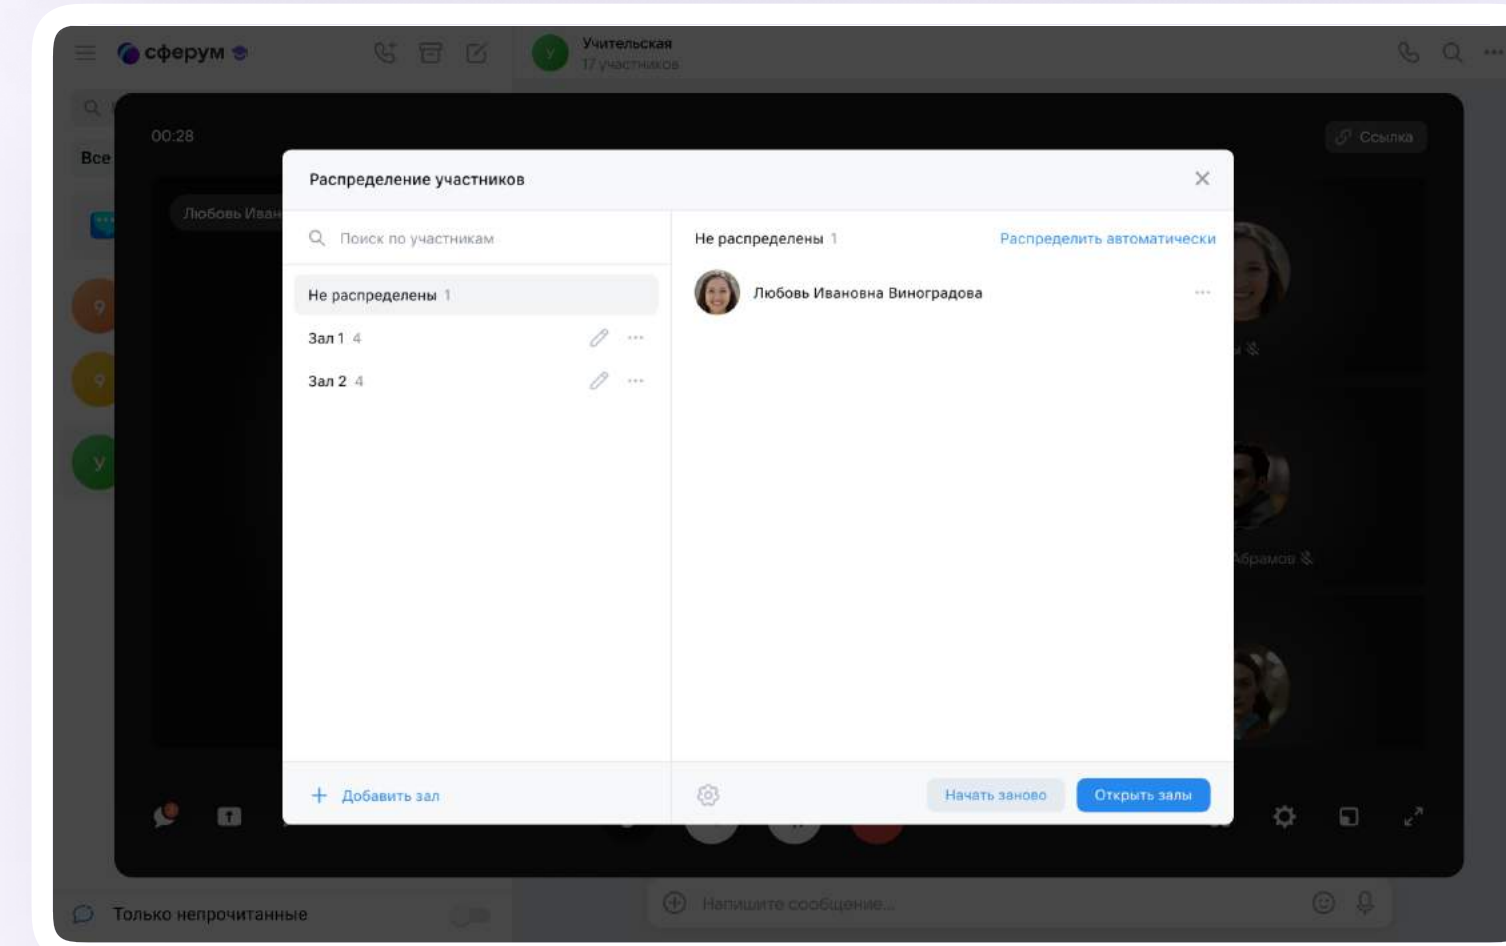 сферум
Учительская
17 участников
00:28
Ссылка
Все
Любовь Иван
Распределение участников
Поиск по участникам
Не распределены 1
Распределить автоматически
Не распределены 1
Любовь Ивановна Виноградова
Зал 1 4
Зал 2 4
9
9
У
У
Абрамов
Добавить зал
Начать заново
Открыть залы
Только непрочитанные
Напишите сообщение...